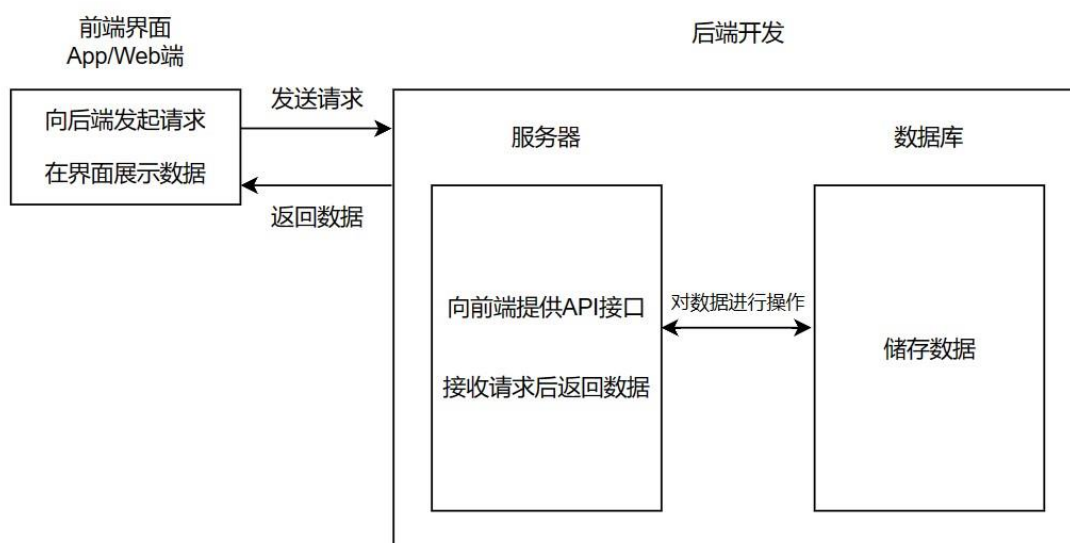 前端界面
App/Web端
后端开发
向后端发起请求
在界面展示数据
发送请求
返回数据
服务器
数据库
向前端提供API接口
接收请求后返回数据
对数据进行操作
储存数据